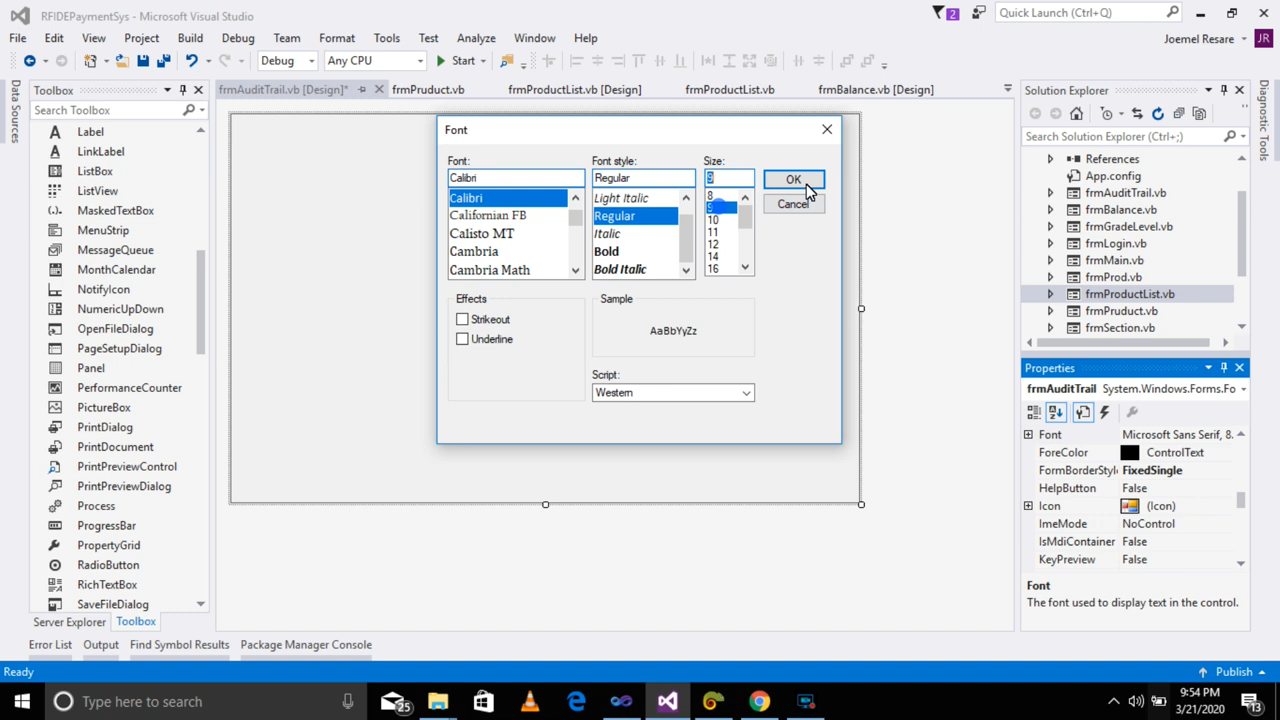 RFIDEPaymentSys - Microsoft Visual Studio
2
Quick Launch (Ctrl+Q)
File Edit View Project Build Debug Team Format Tools Test Analyze Window Help
Joemel Resare JR
Debug Any CPU Start
Data Sources
Toolbox
Search Toolbox
Label
LinkLabel
ListBox
ListView
MaskedTextBox
MenuStrip
MessageQueue
MonthCalendar
NotifyIcon
NumericUpDown
OpenFileDialog
PageSetupDialog
Panel
PerformanceCounter
PictureBox
PrintDialog
PrintDocument
PrintPreviewControl
PrintPreviewDialog
Process
ProgressBar
PropertyGrid
RadioButton
RichTextBox
SaveFileDialog
Server Explorer Toolbox
frmAuditTrail.vb [Design]* frmPruduct.vb frmProductList.vb [Design] frmProductList.vb frmBalance.vb [Design]
Font
Font: Font style: Size:
Calibri Regular 9
OK
Cancel
Calibri
Californian FB
Calisto MT
Cambria
Cambria Math
Light Italic
Regular
Italic
Bold
Bold Italic
8
9
10
11
12
14
16
Effects
Strikeout
Underline
Sample
AaBbYyZz
Script:
Western
Solution Explorer
Search Solution Explorer (Ctrl+;)
References
App.config
frmAuditTrail.vb
frmBalance.vb
frmGradeLevel.vb
frmLogin.vb
frmMain.vb
frmProd.vb
frmProductList.vb
frmPruduct.vb
frmSection.vb
Diagnostic Tools
Properties
frmAuditTrail System.Windows.Forms.Fo
Font Microsoft Sans Serif, 8.
ForeColor ControlText
FormBorderStyle FixedSingle
HelpButton False
Icon (Icon)
ImeMode NoControl
IsMdiContainer False
KeyPreview False
Font
The font used to display text in the control.
Error List Output Find Symbol Results Package Manager Console
Ready
Publish
Type here to search
25
9:54 PM
3/21/2020
13